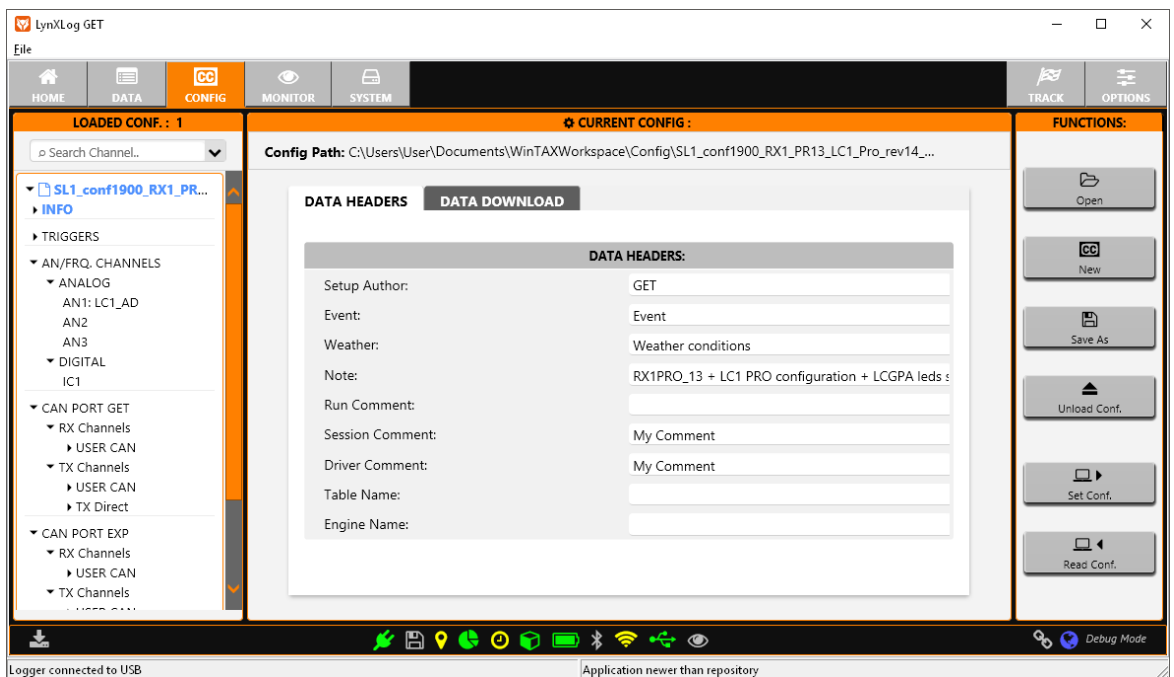 LynXLog GET
File
HOME
DATA
CC
CONFIG
MONITOR
SYSTEM
TRACK
OPTIONS
LOADED CONF. : 1
Search Channel..
SL1_conf1900_RX1_PR...
INFO
TRIGGERS
AN/FRQ. CHANNELS
ANALOG
AN1: LC1_AD
AN2
AN3
DIGITAL
IC1
CAN PORT GET
RX Channels
USER CAN
TX Channels
USER CAN
TX Direct
CAN PORT EXP
RX Channels
USER CAN
TX Channels
CURRENT CONFIG :
Config Path: C:\Users\User\Documents\WinTAXWorkspace\Config\SL1_conf1900_RX1_PR13_LC1_Pro_rev14_...
DATA HEADERS
DATA DOWNLOAD
DATA HEADERS:
Setup Author: GET
Event: Event
Weather: Weather conditions
Note: RX1PRO_13 + LC1 PRO configuration + LCGPA leds s
Run Comment:
Session Comment: My Comment
Driver Comment: My Comment
Table Name:
Engine Name:
FUNCTIONS:
Open
CC
New
Save As
Unload Conf.
Set Conf.
Read Conf.
Debug Mode
Logger connected to USB
Application newer than repository